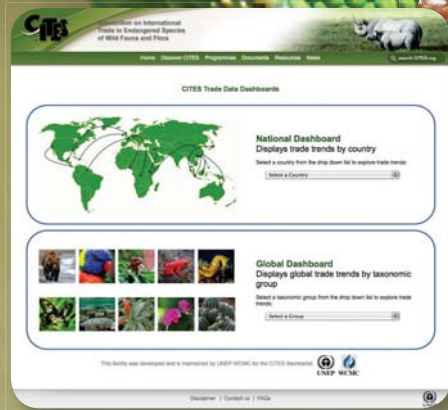 CITES
Convention on International
Trade in Endangered Species
of Wild Fauna and Flora
Home Discover CITES Programmes Documents Resources News
search CITES.org
CITES Trade Data Dashboards
National Dashboard
Displays trade trends by country
Select a country from the drop down list to explore trade trends:
Select a Country
Global Dashboard
Displays global trade trends by taxonomic
group
Select a taxonomic group from the drop down list to explore trade
trends:
Select a Group
This facility was developed and is maintained by UNEP-WCMC for the CITES Secretariat.
UNEP WCMC
Disclaimer | Contact us | FAQs